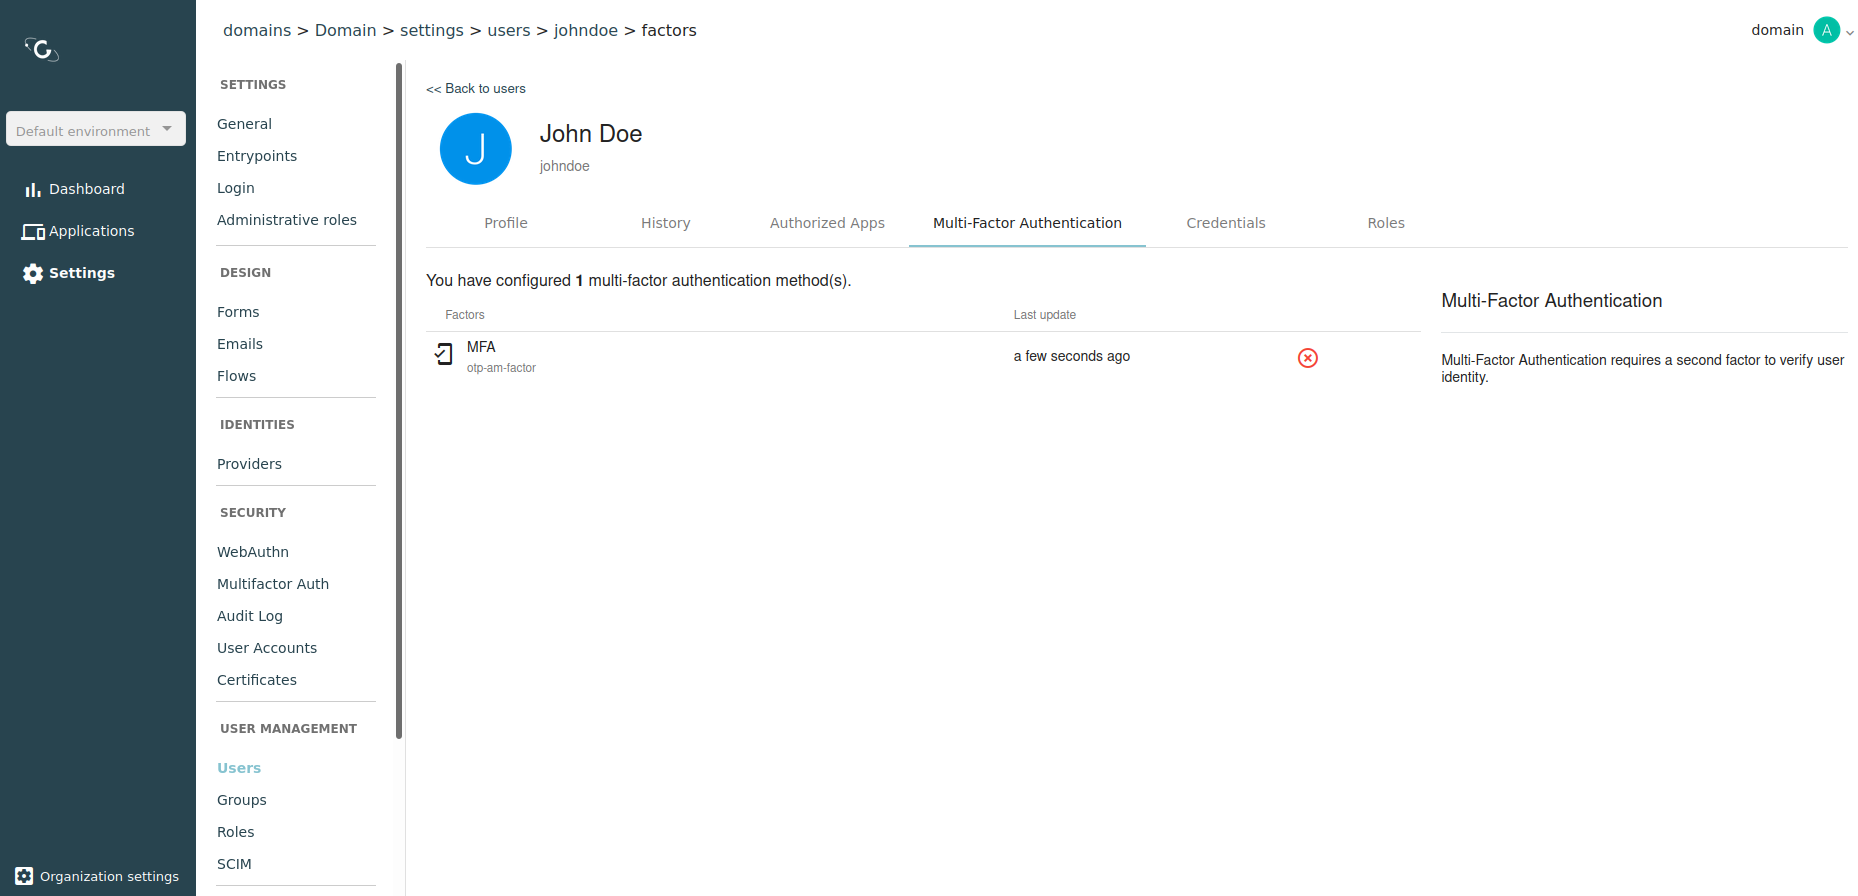 domains > Domain > settings > users > johndoe > factors
domain
A
Default environment
Dashboard
Applications
Settings
Organization settings
SETTINGS
General
Entrypoints
Login
Administrative roles
DESIGN
Forms
Emails
Flows
IDENTITIES
Providers
SECURITY
WebAuthn
Multifactor Auth
Audit Log
User Accounts
Certificates
USER MANAGEMENT
Users
Groups
Roles
SCIM
<< Back to users
J
John Doe
johndoe
Profile
History
Authorized Apps
Multi-Factor Authentication
Credentials
Roles
You have configured 1 multi-factor authentication method(s).
Factors
Last update
MFA
otp-am-factor
a few seconds ago
Multi-Factor Authentication
Multi-Factor Authentication requires a second factor to verify user
identity.